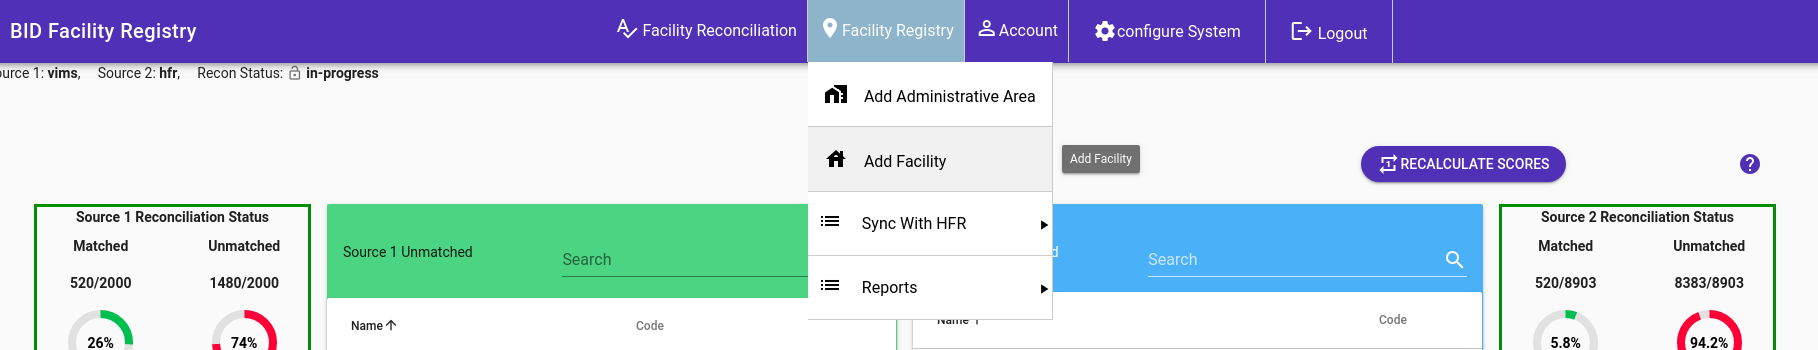 BID Facility Registry
Facility Reconciliation
Facility Registry
Account
configure System
Logout
ource 1: vims, Source 2: hfr, Recon Status: in-progress
Add Administrative Area
Add Facility
Add Facility
Sync With HFR
Reports
RECALCULATE SCORES
?
Source 1 Reconciliation Status
Matched Unmatched
520/2000 1480/2000
26% 74%
Source 1 Unmatched
Search
Name Code
d
Search
Name Code
Source 2 Reconciliation Status
Matched Unmatched
520/8903 8383/8903
5.8% 94.2%